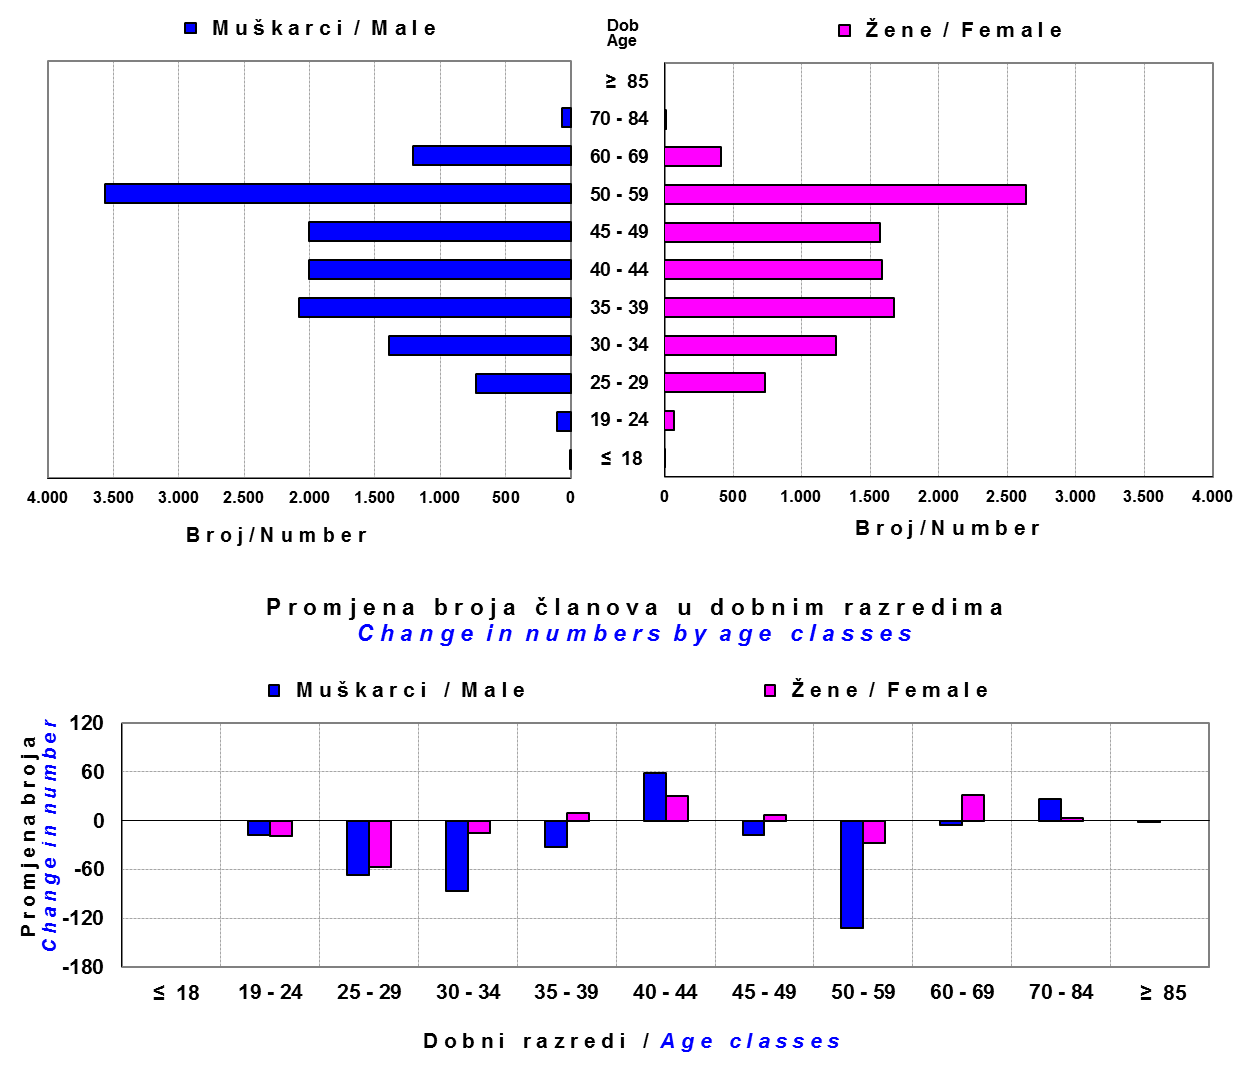 Muškarci / Male
Dob
Age
Žene / Female
≥ 85
70 - 84
60 - 69
50 - 59
45 - 49
40 - 44
35 - 39
30 - 34
25 - 29
19 - 24
≤ 18
4.000 3.500 3.000 2.500 2.000 1.500 1.000 500 0
0 500 1.000 1.500 2.000 2.500 3.000 3.500 4.000
Broj/Number
Broj/Number
Promjena broja članova u dobnim razredima
Change in numbers by age classes
Muškarci / Male
Žene / Female
Promjena broja
Change in number
120
60
0
-60
-120
-180
≤ 18 19 - 24 25 - 29 30 - 34 35 - 39 40 - 44 45 - 49 50 - 59 60 - 69 70 - 84 ≥ 85
Dobni razredi / Age classes